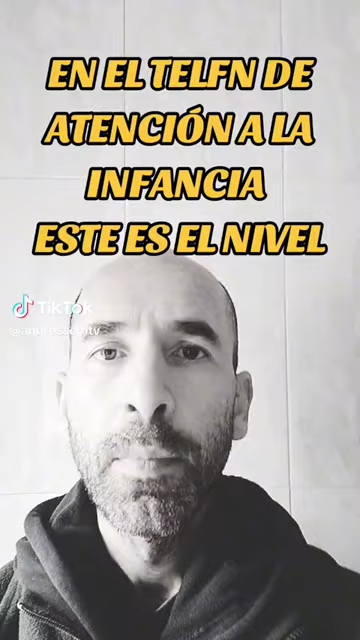 EN EL TELFN DE
ATENCIÓN A LA
INFANCIA
ESTE ES EL NIVEL
TikTok